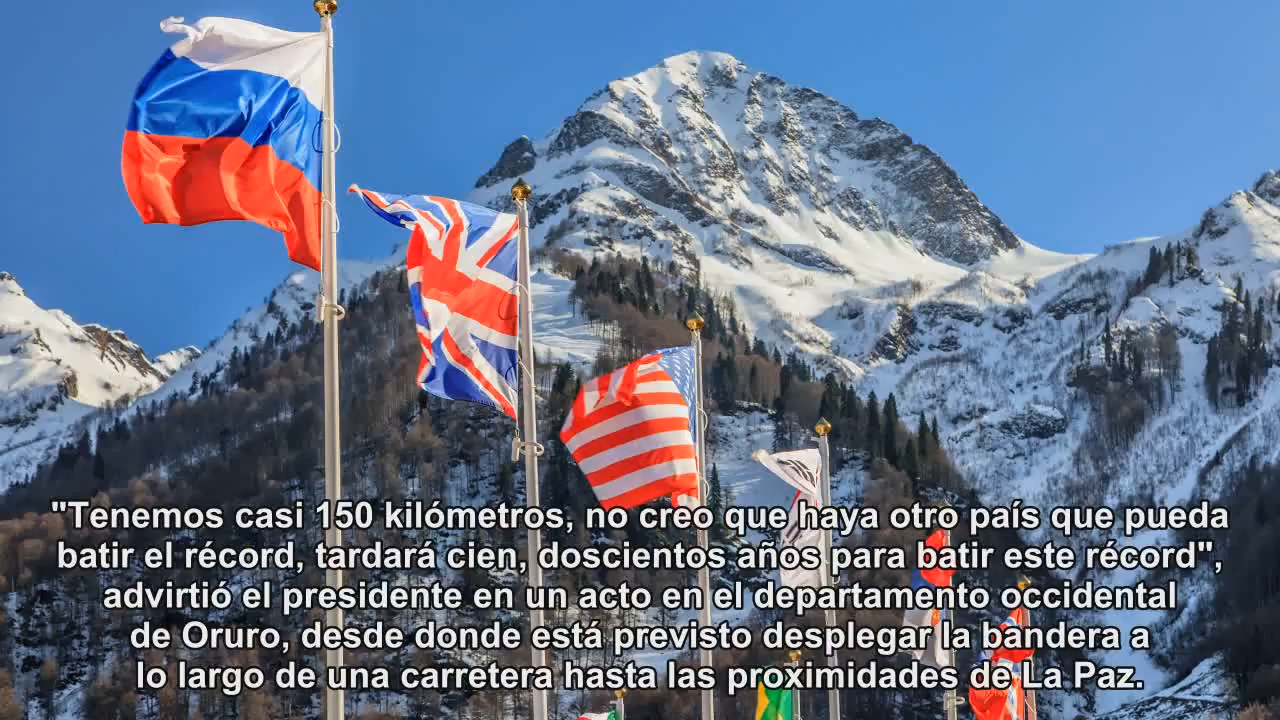 "Tenemos casi 150 kilómetros, no creo que haya otro país que pueda
batir el récord, tardará cien, doscientos años para batir este récord",
advirtió el presidente en un acto en el departamento occidental
de Oruro, desde donde está previsto desplegar la bandera a
lo largo de una carretera hasta las proximidades de La Paz.